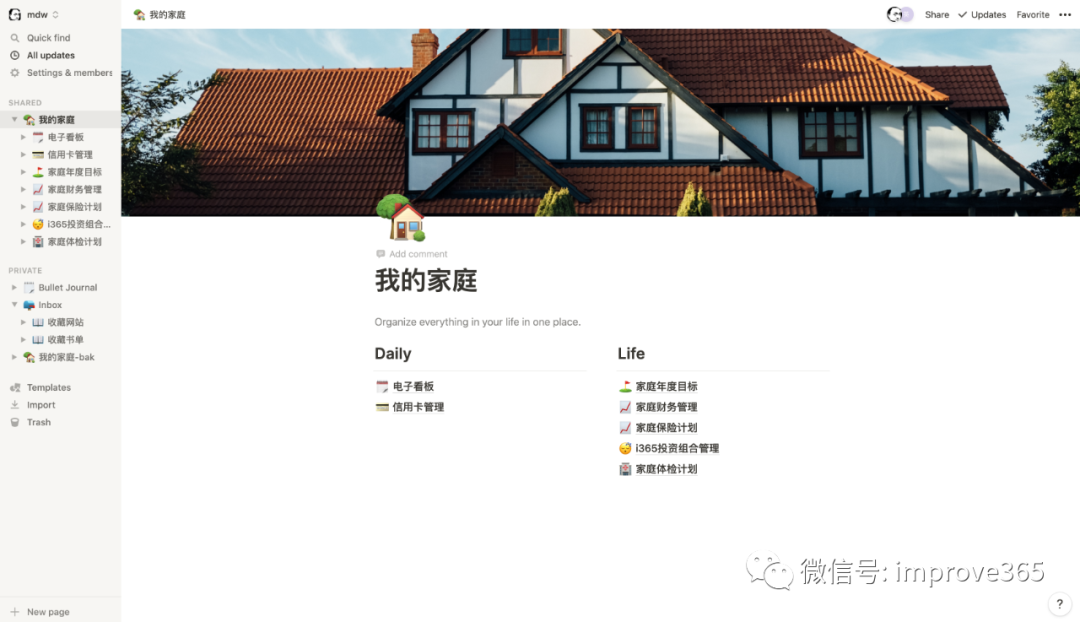 mdw
Quick find
All updates
Settings & members
SHARED
我的家庭
电子看板
信用卡管理
家庭年度目标
家庭财务管理
家庭保险计划
i365投资组合...
家庭体检计划
PRIVATE
Bullet Journal
Inbox
收藏网站
收藏书单
我的家庭-bak
Templates
Import
Trash
New page
我的家庭
Share
Updates
Favorite
Add comment
我的家庭
Organize everything in your life in one place.
Daily
电子看板
信用卡管理
Life
家庭年度目标
家庭财务管理
家庭保险计划
i365投资组合管理
家庭体检计划
微信号: improve365
?